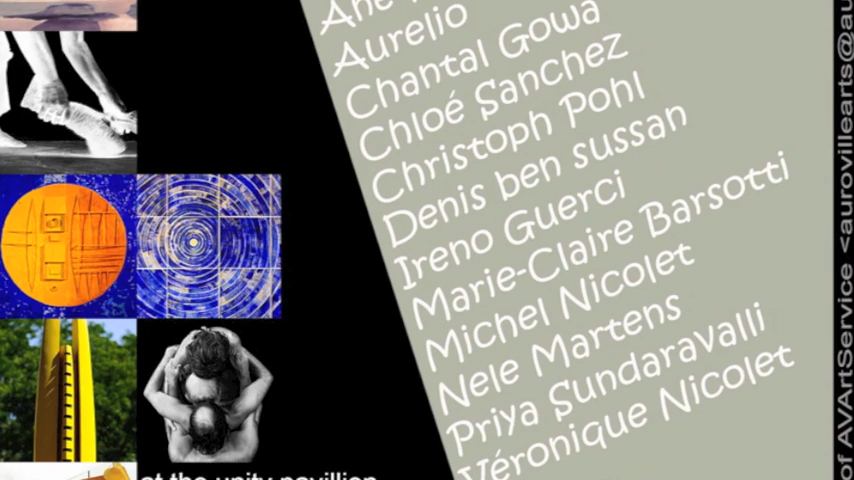 Aurelio
Chantal Gowa
Chloé Sanchez
Christoph Pohl
Denis ben sussan
Ireno Guerci
Marie-Claire Barsotti
Michel Nicolet
Nele Martens
Priya Sundaravalli
Véronique Nicolet
at the unity pavillion
of AVArtService <aurovillearts@au